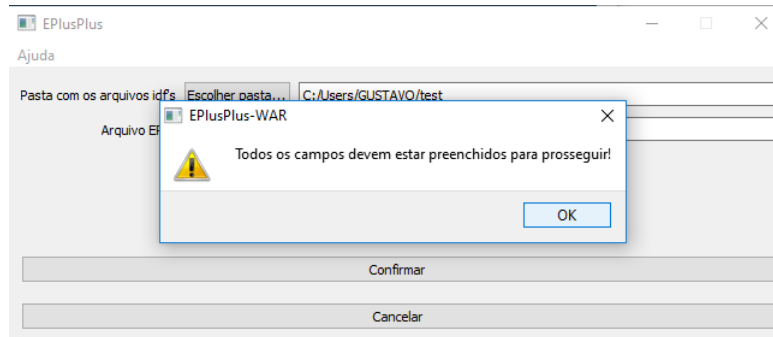 EPlusPlus
Ajuda
Pasta com os arquivos idf's Escolher pasta... C:/Users/GUSTAVO/test
EPlusPlus-WAR
Arquivo
Todos os campos devem estar preenchidos para prosseguir!
OK
Confirmar
Cancelar